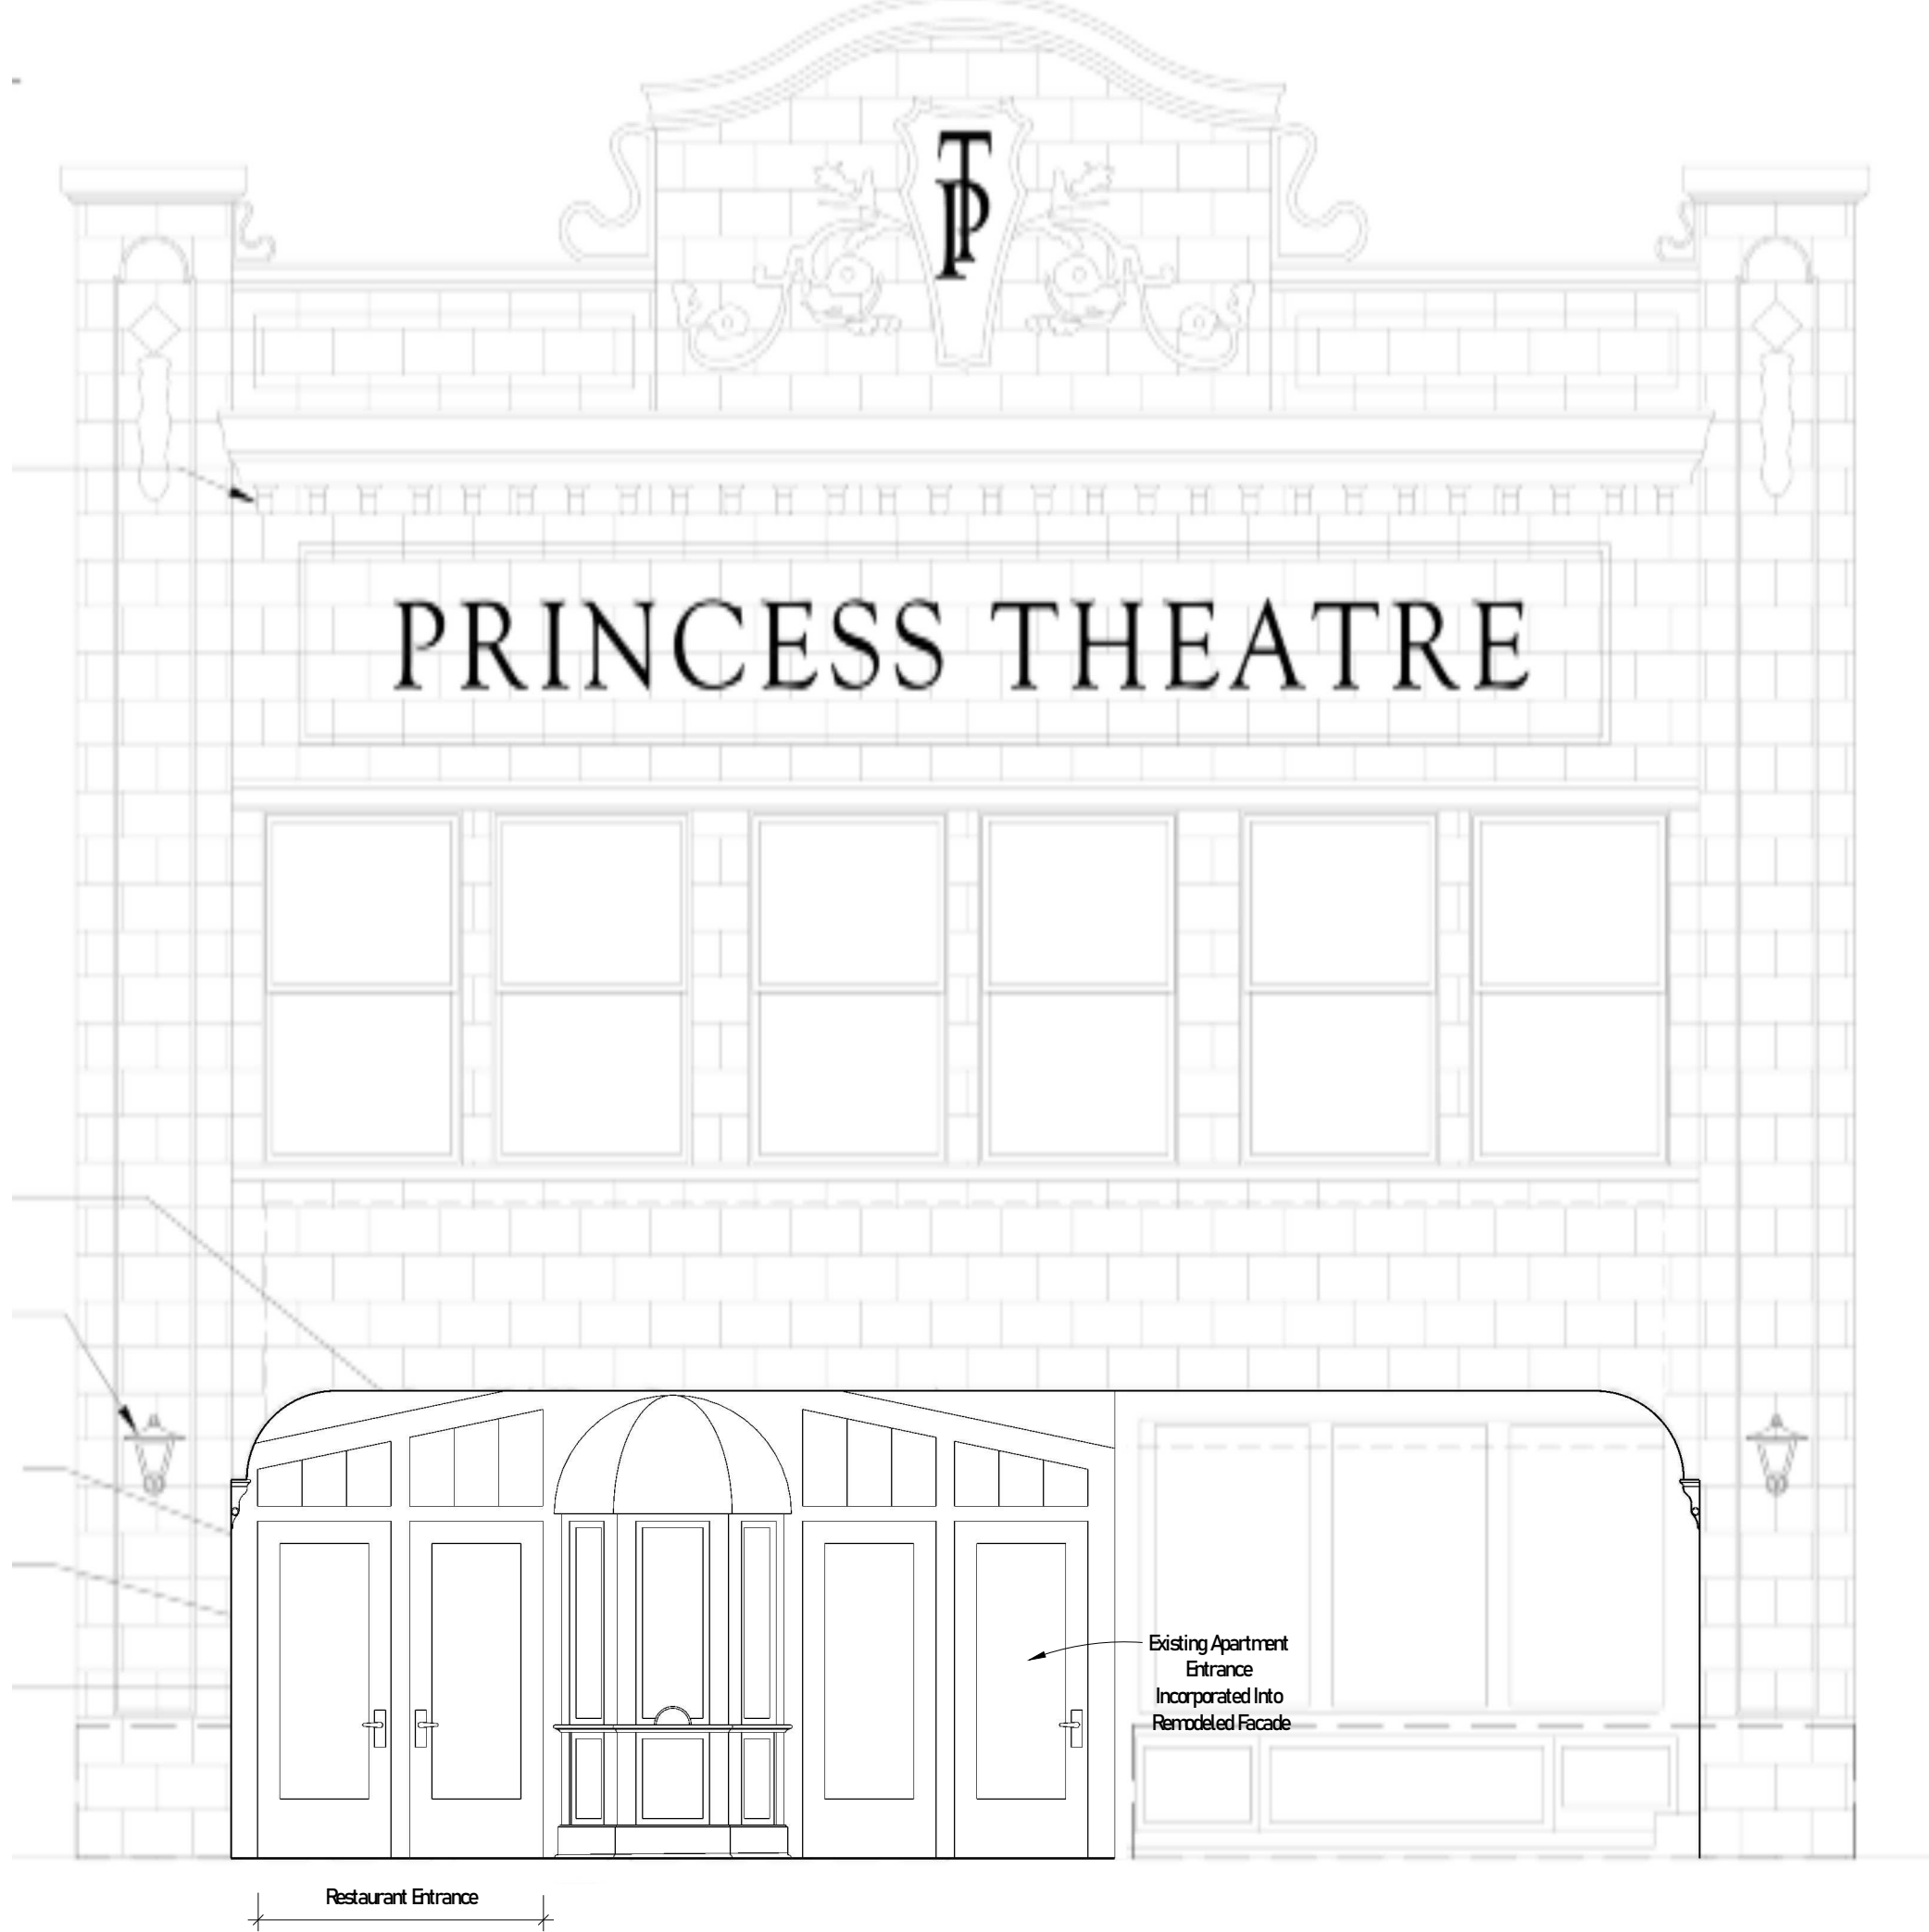 TP
PRINCESS THEATRE
Existing Apartment
Entrance
Incorporated Into
Remodeled Facade
Restaurant Entrance